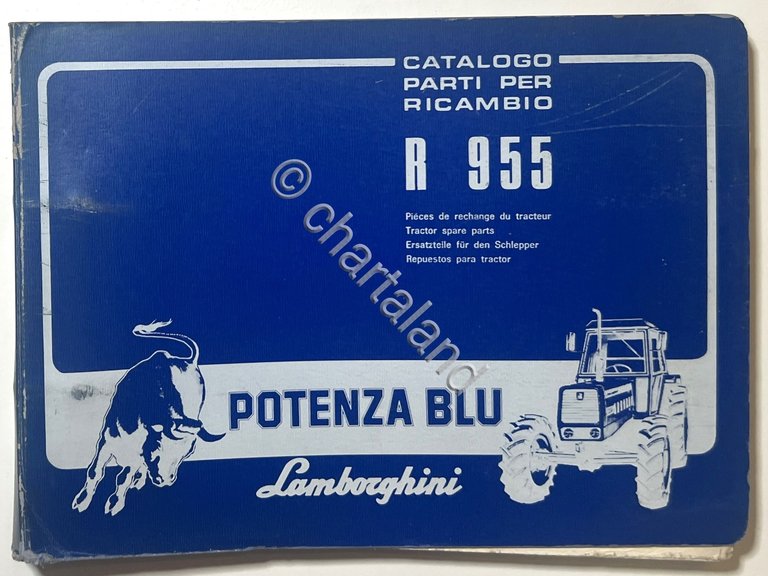 CATALOGO
PARTI PER
RICAMBIO
R 955
Piéces de rechange du tracteur
Tractor spare parts
Ersatzteile für den Schlepper
Repuestos para tractor
© chartaland
POTENZA BLU
Lamborghini